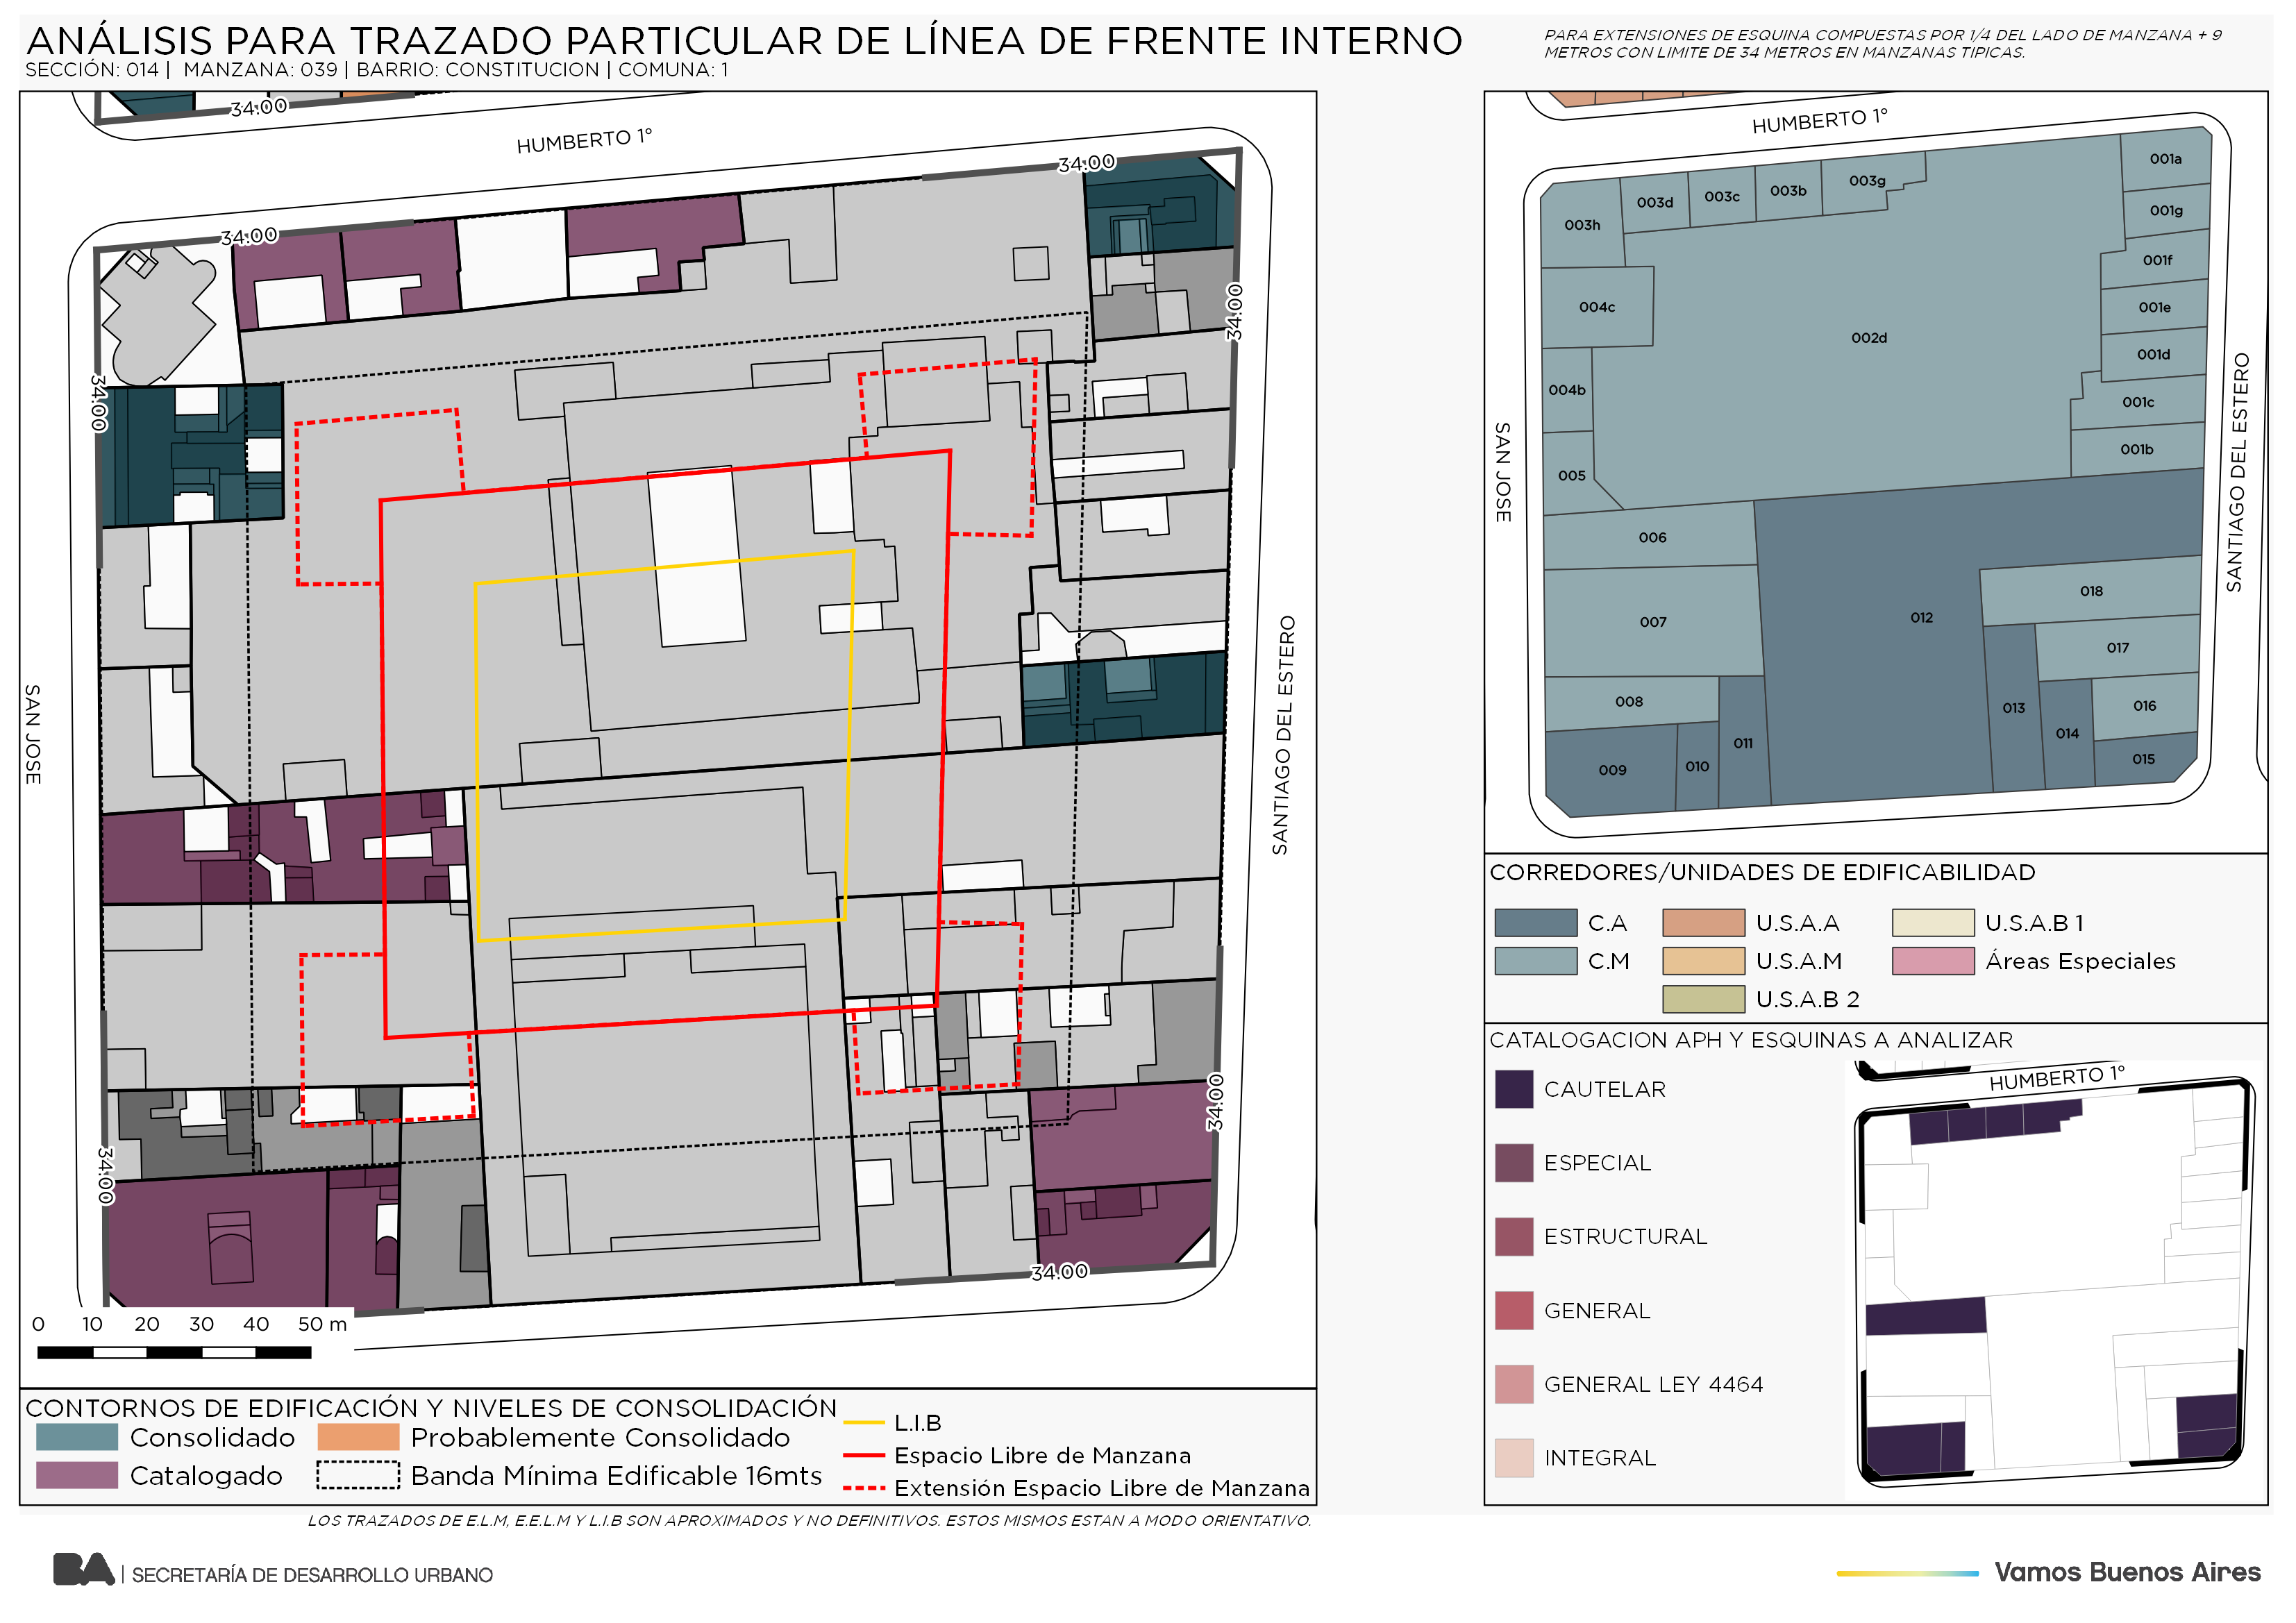 ANÁLISIS PARA TRAZADO PARTICULAR DE LÍNEA DE FRENTE INTERNO
SECCIÓN: 014 | MANZANA: 039 | BARRIO: CONSTITUCION | COMUNA: 1
PARA EXTENSIONES DE ESQUINA COMPUESTAS POR 1/4 DEL LADO DE MANZANA + 9
METROS CON LIMITE DE 34 METROS EN MANZANAS TIPICAS.
34.00
HUMBERTO 1°
34.00
34.00
34.00
34.00
SAN JOSE
SANTIAGO DEL ESTERO
34.00
34.00
34.00
0 10 20 30 40 50 m
CONTORNOS DE EDIFICACIÓN Y NIVELES DE CONSOLIDACIÓN
Consolidado
Probablemente Consolidado
Catalogado
Banda Mínima Edificable 16mts
L.I.B
Espacio Libre de Manzana
Extensión Espacio Libre de Manzana
LOS TRAZADOS DE E.L.M, E.E.L.M Y L.I.B SON APROXIMADOS Y NO DEFINITIVOS. ESTOS MISMOS ESTAN A MODO ORIENTATIVO.
HUMBERTO 1°
001a
003g
003b
003c
003d
003h
001g
001f
004c
001e
002d
001d
004b
001c
001b
005
SAN JOSE
SANTIAGO DEL ESTERO
006
018
012
007
017
008
016
013
014
011
015
010
009
CORREDORES/UNIDADES DE EDIFICABILIDAD
C.A
U.S.A.A
U.S.A.B 1
C.M
U.S.A.M
Áreas Especiales
U.S.A.B 2
CATALOGACION APH Y ESQUINAS A ANALIZAR
CAUTELAR
ESPECIAL
ESTRUCTURAL
GENERAL
GENERAL LEY 4464
INTEGRAL
HUMBERTO 1°
BA | SECRETARÍA DE DESARROLLO URBANO
Vamos Buenos Aires